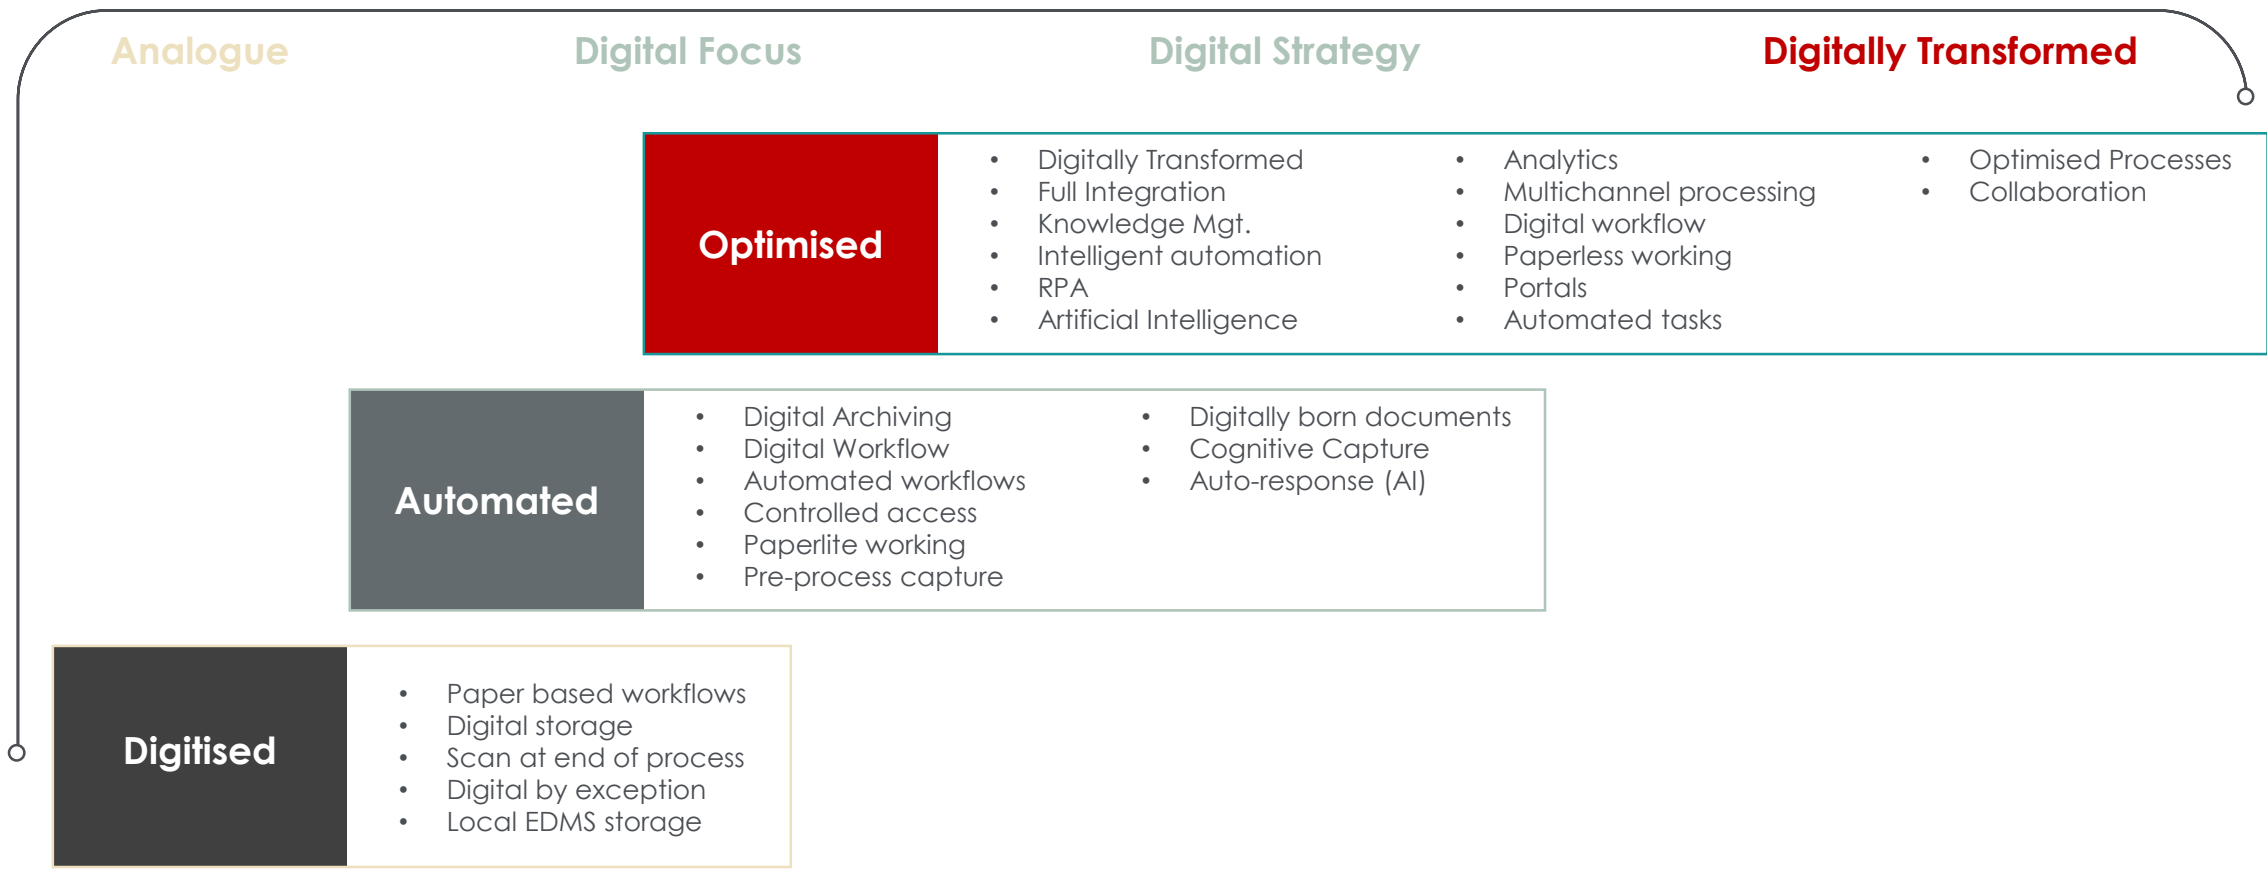 Analogue
Digital Focus
Digital Strategy
Digitally Transformed
Optimised
• Digitally Transformed
• Full Integration
• Knowledge Mgt.
• Intelligent automation
• RPA
• Artificial Intelligence
• Analytics
• Multichannel processing
• Digital workflow
• Paperless working
• Portals
• Automated tasks
• Optimised Processes
• Collaboration
Automated
• Digital Archiving
• Digital Workflow
• Automated workflows
• Controlled access
• Paperlite working
• Pre-process capture
• Digitally born documents
• Cognitive Capture
• Auto-response (AI)
Digitised
• Paper based workflows
• Digital storage
• Scan at end of process
• Digital by exception
• Local EDMS storage